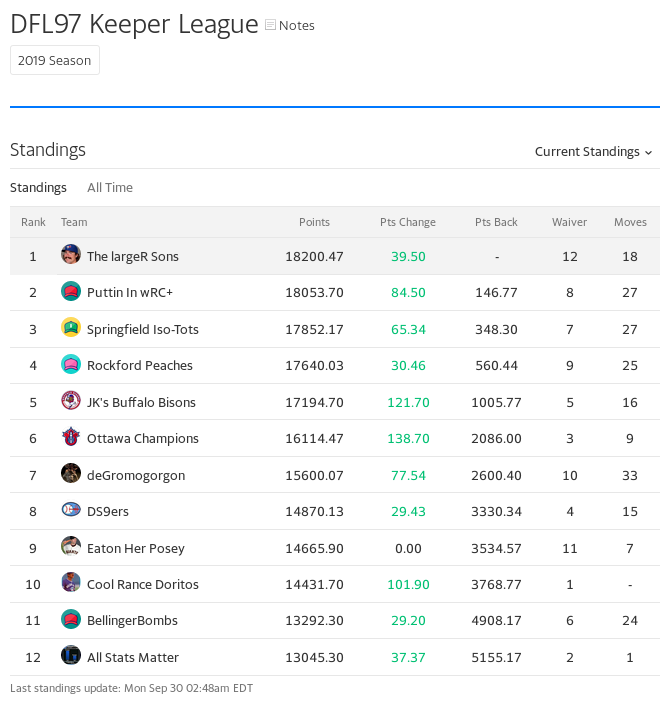 DFL97 Keeper League Notes
2019 Season
Standings Current Standings
Standings All Time
Rank Team Points Pts Change Pts Back Waiver Moves
1 The largeR Sons 18200.47 39.50 - 12 18
2 Puttin In wRC+ 18053.70 84.50 146.77 8 27
3 Springfield Iso-Tots 17852.17 65.34 348.30 7 27
4 Rockford Peaches 17640.03 30.46 560.44 9 25
5 JK's Buffalo Bisons 17194.70 121.70 1005.77 5 16
6 Ottawa Champions 16114.47 138.70 2086.00 3 9
7 deGromogorgon 15600.07 77.54 2600.40 10 33
8 DS9ers 14870.13 29.43 3330.34 4 15
9 Eaton Her Posey 14665.90 0.00 3534.57 11 7
10 Cool Rance Doritos 14431.70 101.90 3768.77 1 -
11 BellingerBombs 13292.30 29.20 4908.17 6 24
12 All Stats Matter 13045.30 37.37 5155.17 2 1
Last standings update: Mon Sep 30 02:48am EDT